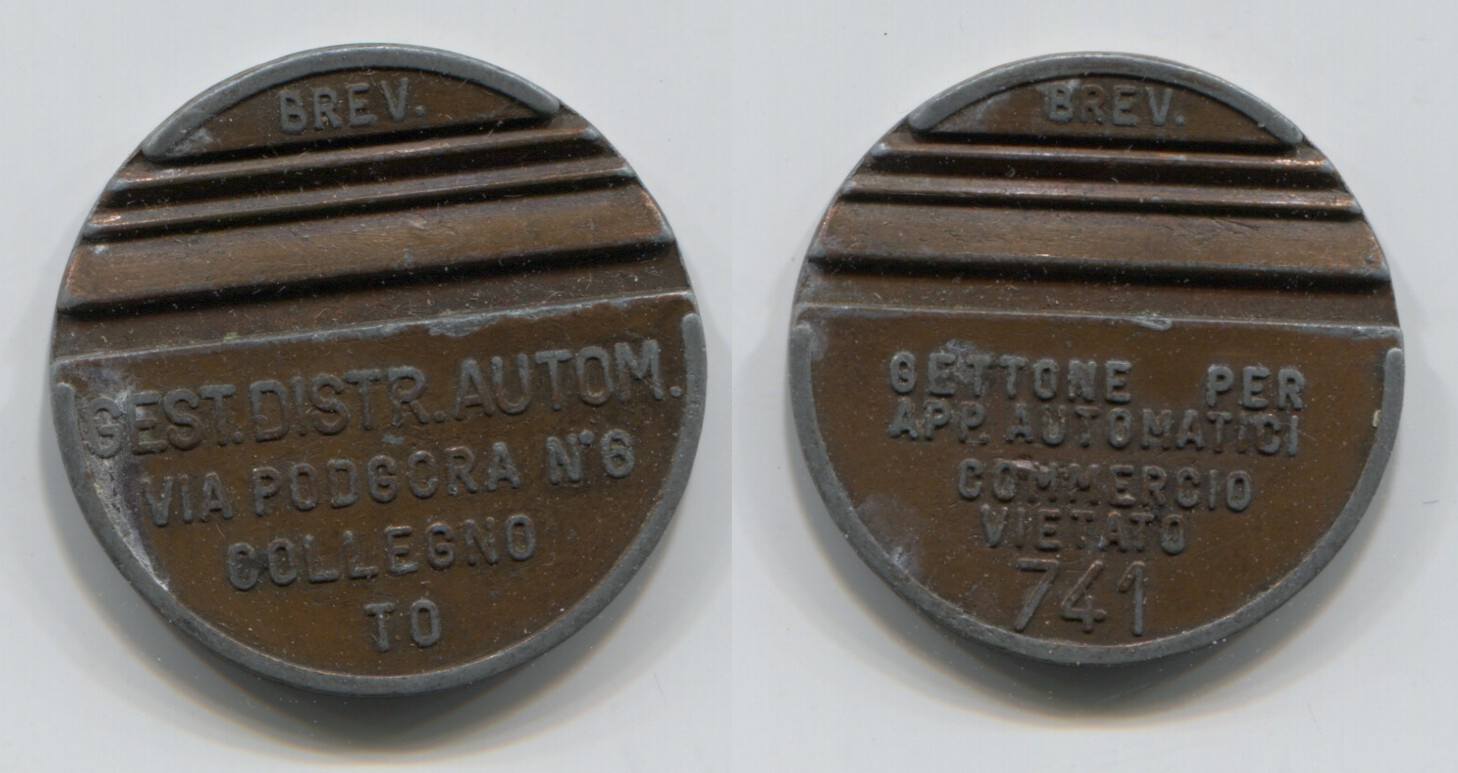 BREV.
GEST. DISTR. AUTOM.
VIA PODGORA N° 6
COLLEGNO
TO
BREV.
GETTONE PER
APP. AUTOMATICI
COMMERCIO
VIETATO
741